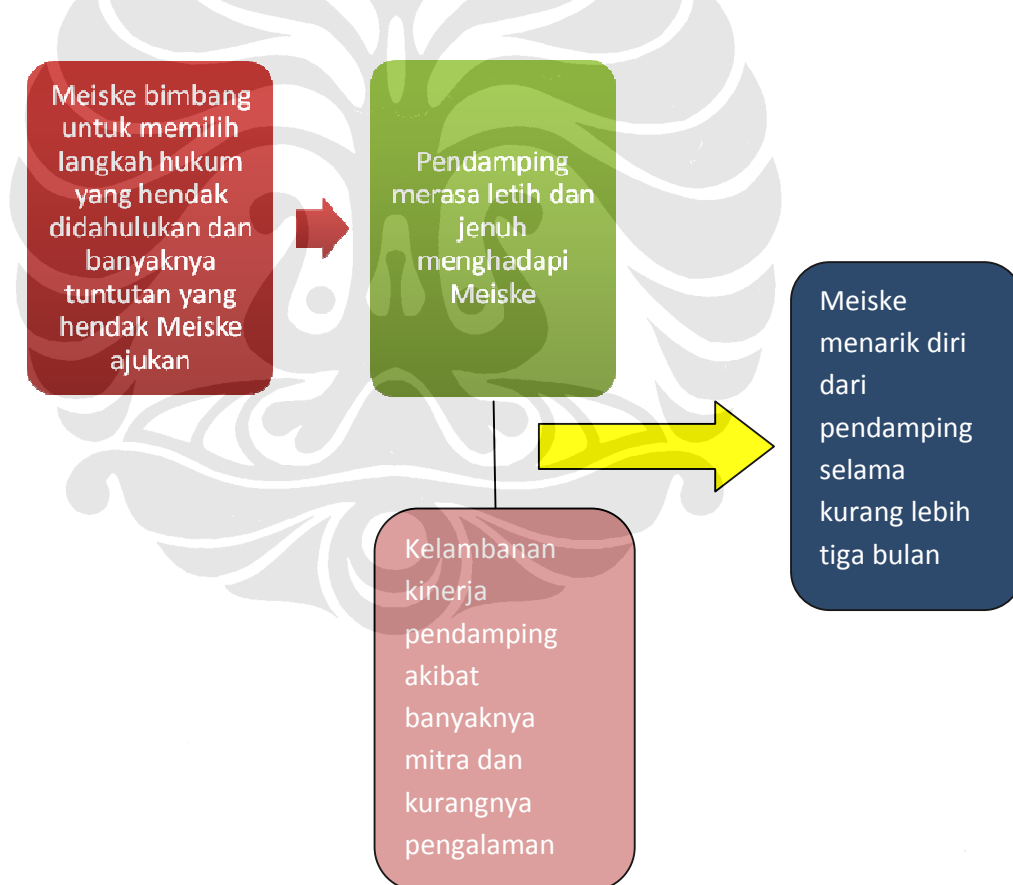 Meiske bimbang
untuk memilih
langkah hukum
yang hendak
didahulukan dan
banyaknya
tuntutan yang
hendak Meiske
ajukan
Pendamping
merasa letih dan
jenuh
menghadapi
Meiske
Meiske
menarik diri
dari
pendamping
selama
kurang lebih
tiga bulan
Kelambanan
kinerja
pendamping
akibat
banyaknya
mitra dan
kurangnya
pengalaman